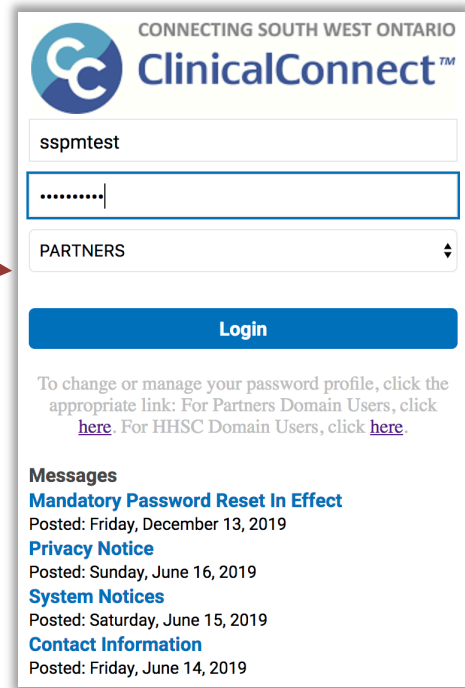 CONNECTING SOUTH WEST ONTARIO
ClinicalConnect™
sspmtest
••••••••••
PARTNERS
Login
To change or manage your password profile, click the
appropriate link: For Partners Domain Users, click
here. For HHSC Domain Users, click here.
Messages
Mandatory Password Reset In Effect
Posted: Friday, December 13, 2019
Privacy Notice
Posted: Sunday, June 16, 2019
System Notices
Posted: Saturday, June 15, 2019
Contact Information
Posted: Friday, June 14, 2019